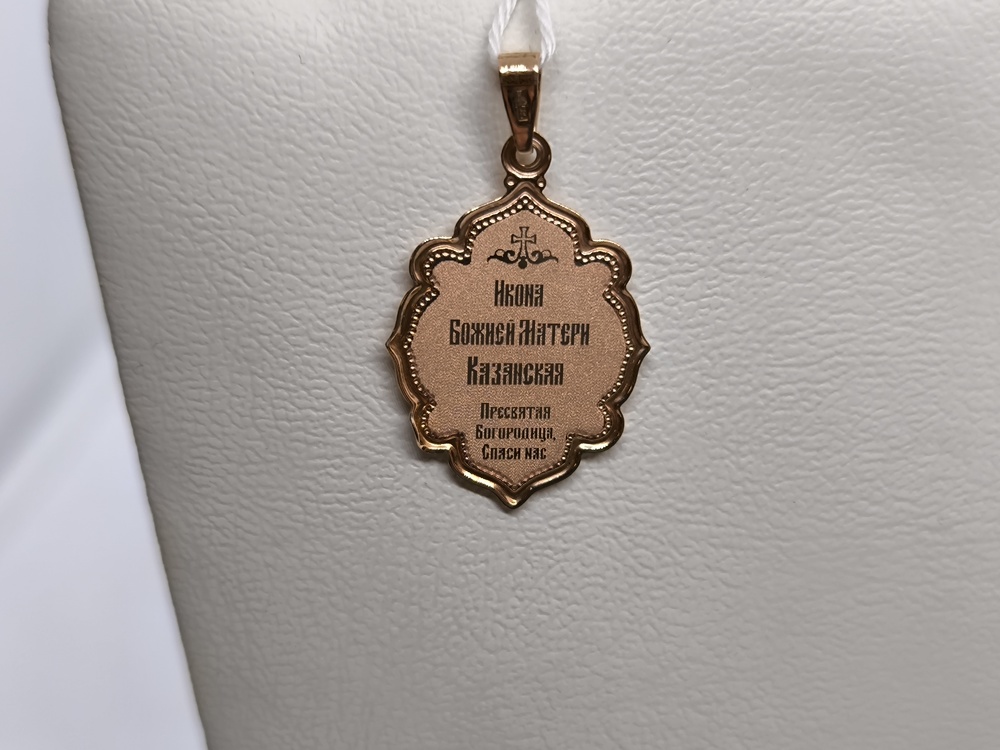 Икона
Божией Матери
Казанская
Пресвятая
Богородица,
Спаси нас